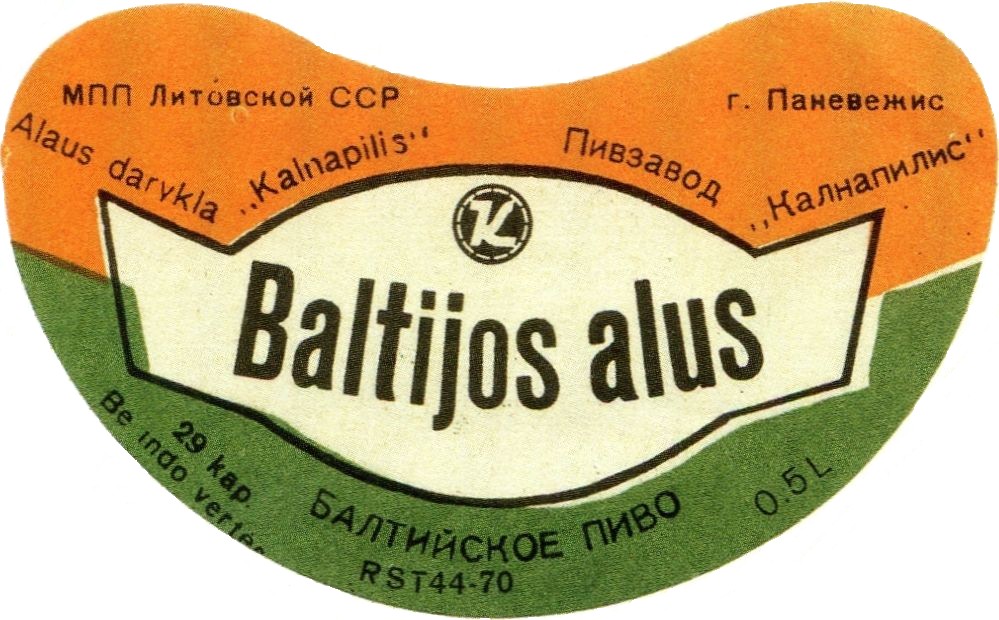 МПП Литовской ССР
г. Паневежис
Alaus darykla „Kalnapilis“
Пивзавод „Калнапилис“
K
Baltijos alus
29 kap.
Be indo vertės
БАЛТИЙСКОЕ ПИВО
0.5 L
RST44-70